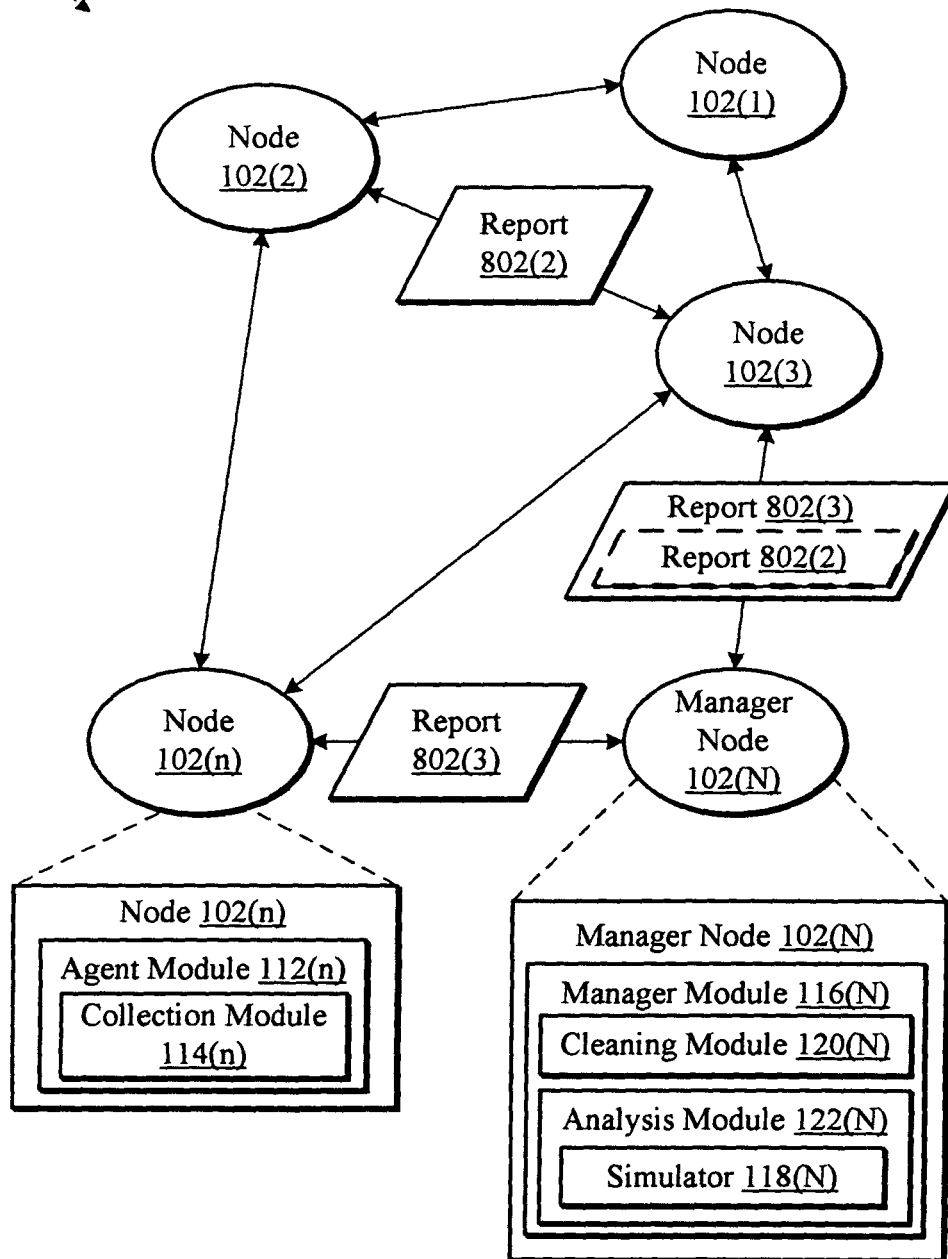 Node
102(1)
Node
102(2)
Report
802(2)
Node
102(3)
Report 802(3)
Report 802(2)
Node
102(n)
Report
802(3)
Manager
Node
102(N)
Node 102(n)
Agent Module 112(n)
Collection Module
114(n)
Manager Node 102(N)
Manager Module 116(N)
Cleaning Module 120(N)
Analysis Module 122(N)
Simulator 118(N)